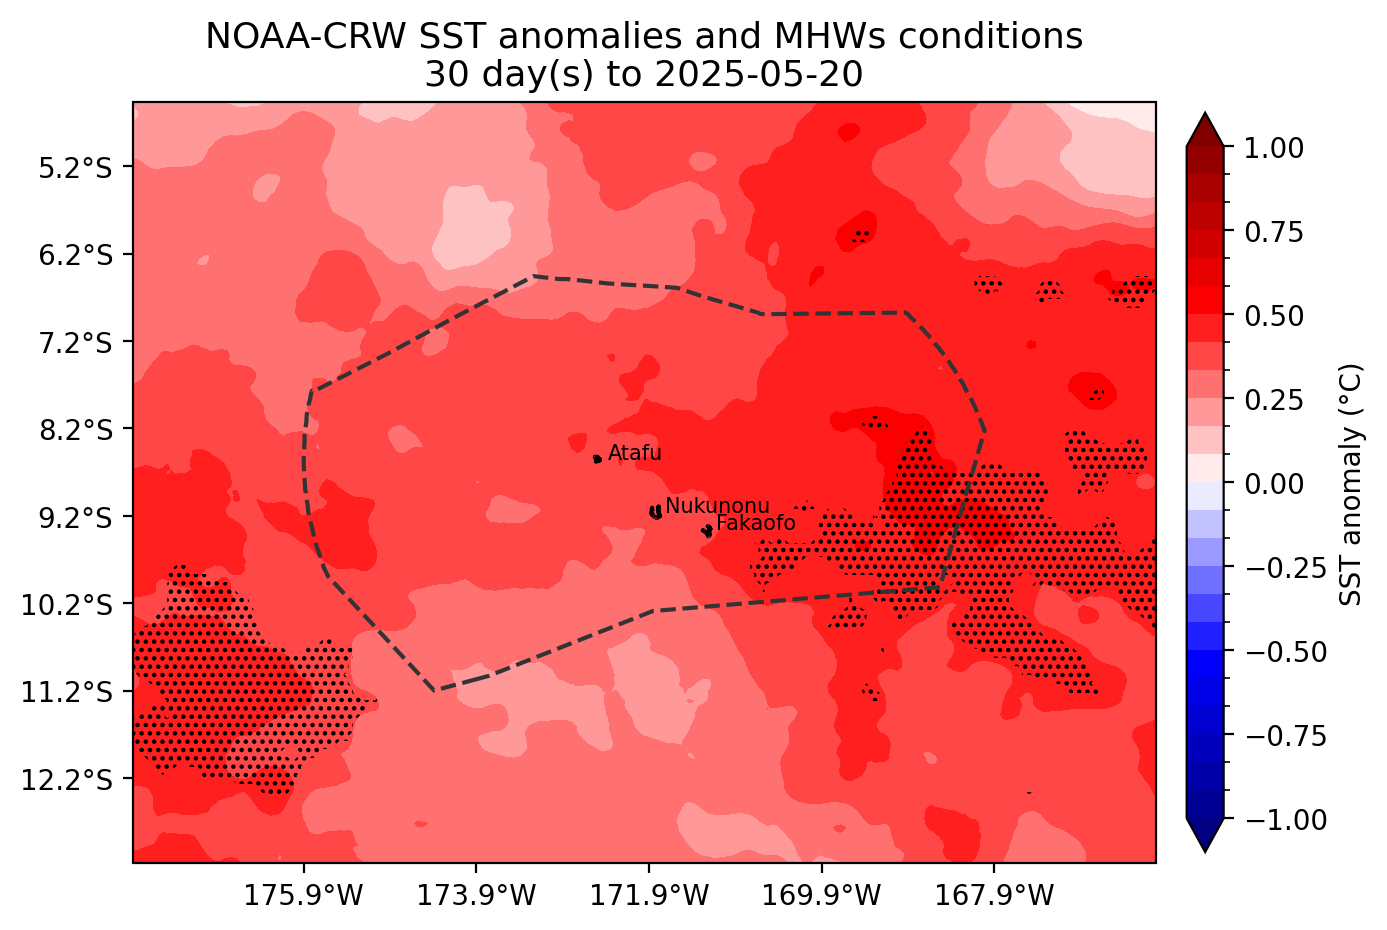 NOAA-CRW SST anomalies and MHWs conditions
30 day(s) to 2025-05-20
5.2°S
6.2°S
7.2°S
8.2°S
9.2°S
10.2°S
11.2°S
12.2°S
Atafu
Nukunonu
Fakaofo
175.9°W
173.9°W
171.9°W
169.9°W
167.9°W
1.00
0.75
0.50
0.25
0.00
−0.25
−0.50
−0.75
−1.00
SST anomaly (°C)